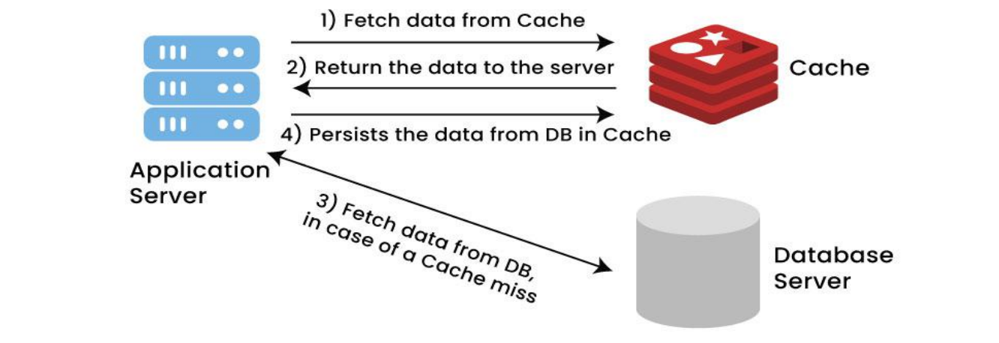 1) Fetch data from Cache
2) Return the data to the server
Cache
4) Persists the data from DB in Cache
Application
Server
3) Fetch data from DB,
in case of a Cache miss
Database
Server